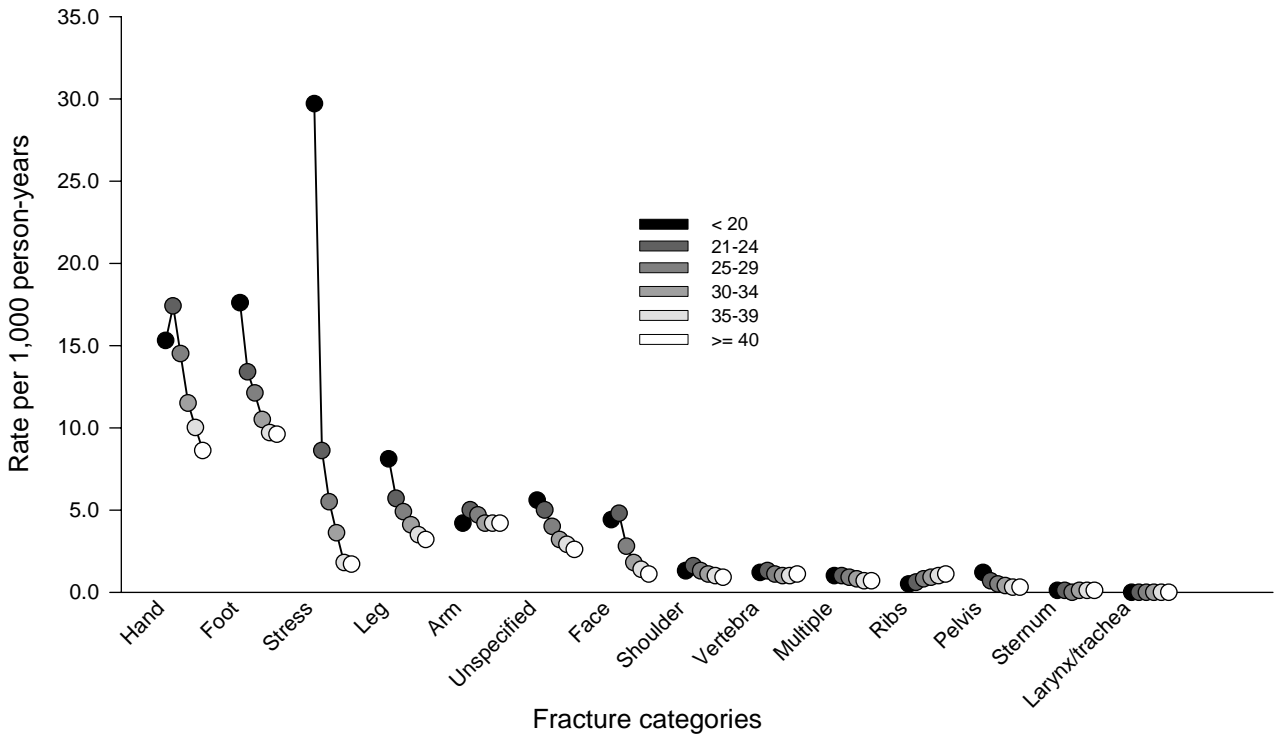 35.0
30.0
25.0
20.0
15.0
10.0
5.0
0.0
Rate per 1,000 person-years
< 20
21-24
25-29
30-34
35-39
>= 40
Hand
Foot
Stress
Leg
Arm
Unspecified
Face
Shoulder
Vertebra
Multiple
Ribs
Pelvis
Sternum
Larynx/trachea
Fracture categories